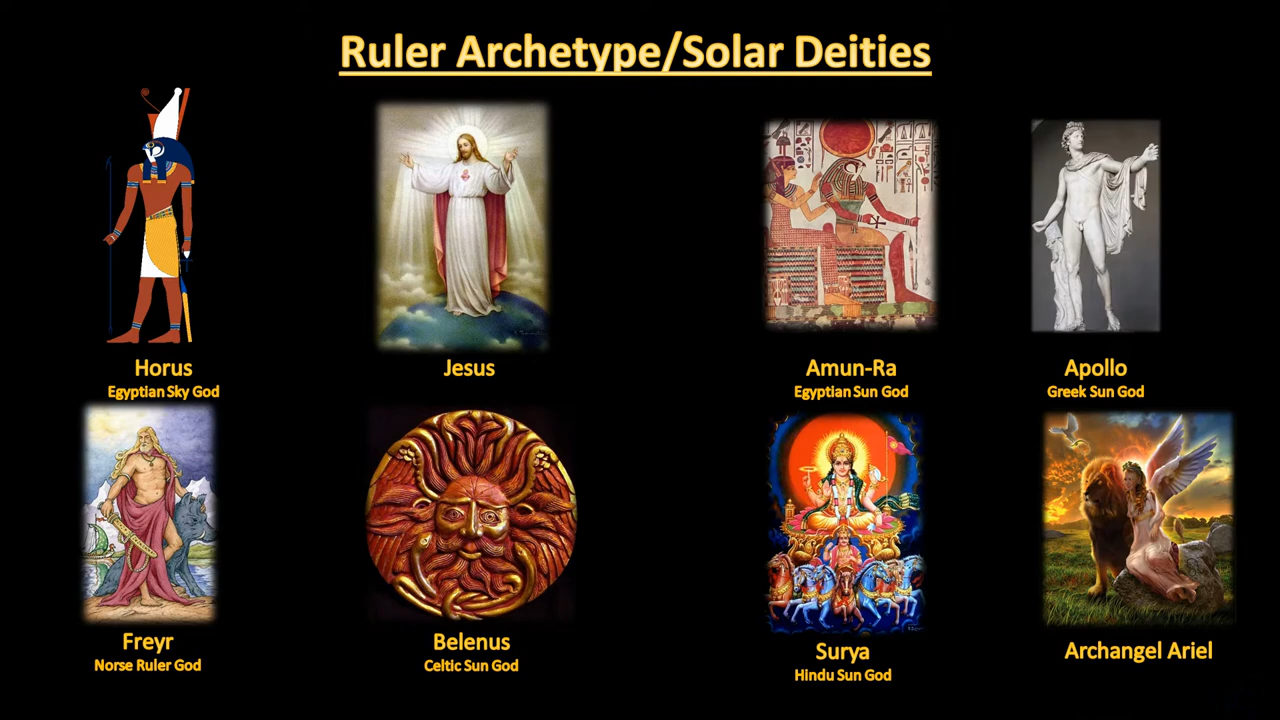 Ruler Archetype/Solar Deities
Horus
Egyptian Sky God
Jesus
Amun-Ra
Egyptian Sun God
Apollo
Greek Sun God
Freyr
Norse Ruler God
Belenus
Celtic Sun God
Surya
Hindu Sun God
Archangel Ariel